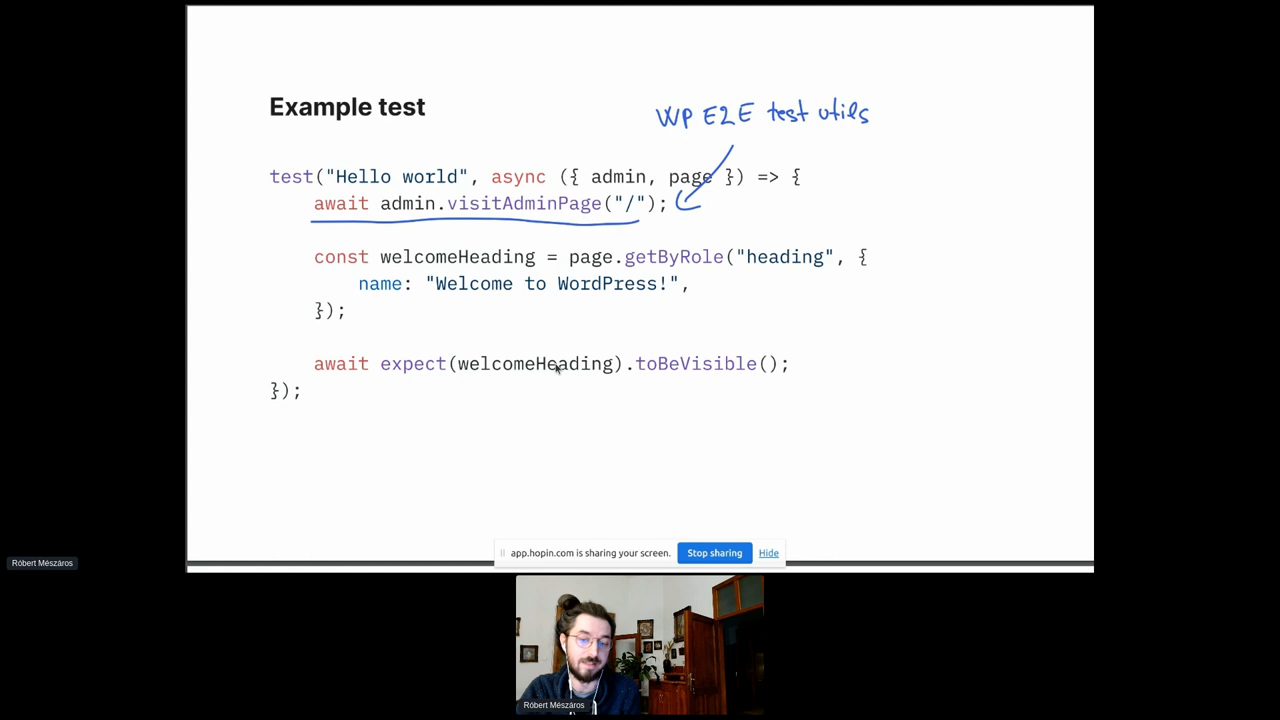 Example test
WP E2E test utils
test("Hello world", async ({ admin, page }) => {
    await admin.visitAdminPage("/");
    const welcomeHeading = page.getByRole("heading", {
        name: "Welcome to WordPress!",
    });
    await expect(welcomeHeading).toBeVisible();
});
app.hopin.com is sharing your screen.
Stop sharing
Hide
Róbert Mészáros
Róbert Mészáros